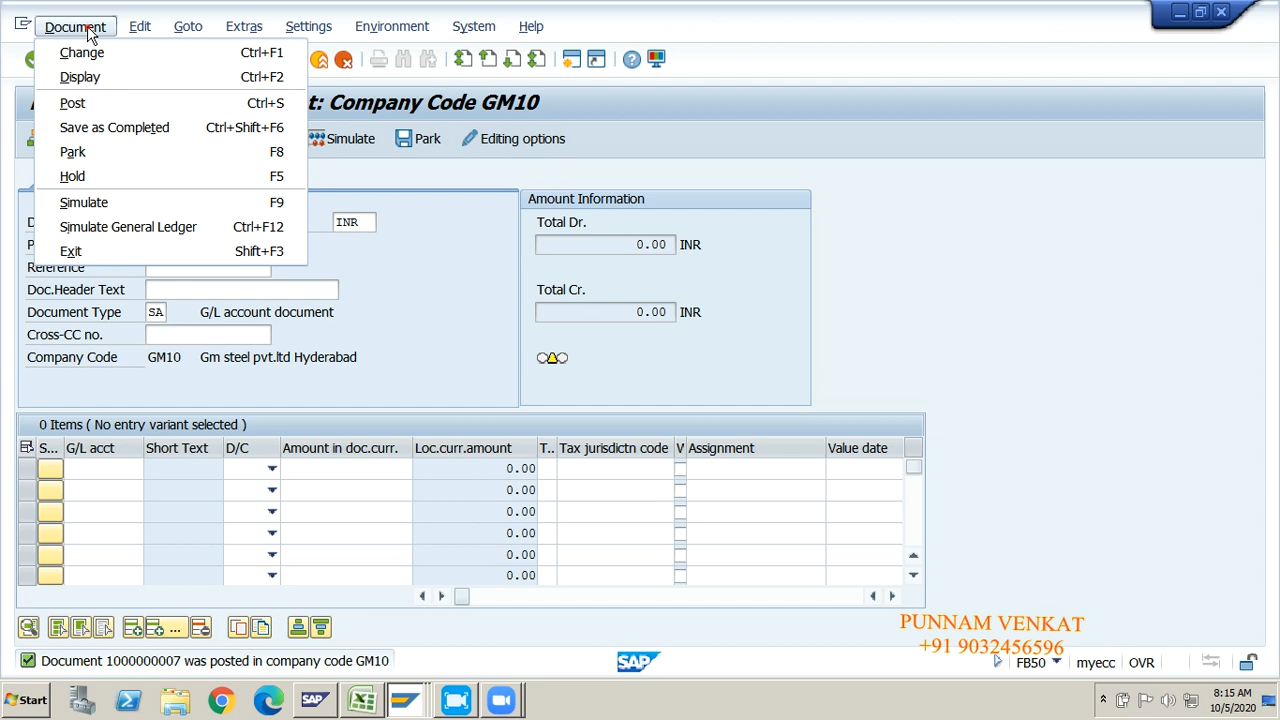 Document Edit Goto Extras Settings Environment System Help
Change Ctrl+F1
Display Ctrl+F2
Post Ctrl+S
Save as Completed Ctrl+Shift+F6
Park F8
Hold F5
Simulate F9
Simulate General Ledger Ctrl+F12
Exit Shift+F3
t: Company Code GM10
Simulate Park Editing options
Amount Information
D INR Total Dr.
P 0.00 INR
Reference
Doc.Header Text Total Cr.
Document Type SA G/L account document 0.00 INR
Cross-CC no.
Company Code GM10 Gm steel pvt.ltd Hyderabad
0 Items ( No entry variant selected )
S... G/L acct Short Text D/C Amount in doc.curr. Loc.curr.amount T.. Tax jurisdictn code V Assignment Value date
0.00
0.00
0.00
0.00
0.00
0.00
...
PUNNAM VENKAT
+91 9032456596
Document 1000000007 was posted in company code GM10 SAP FB50 myecc OVR
Start SAP 8:15 AM
10/5/2020